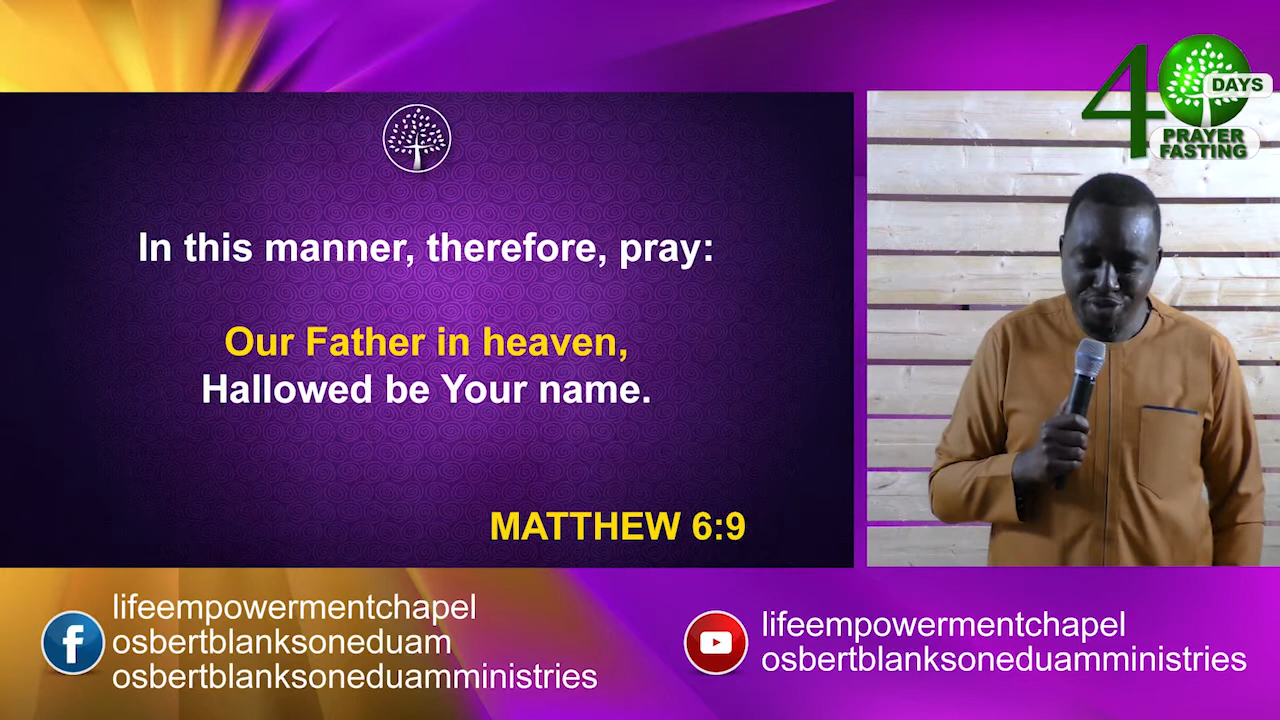 40 DAYS
PRAYER
FASTING
In this manner, therefore, pray:
Our Father in heaven,
Hallowed be Your name.
MATTHEW 6:9
lifeempowermentchapel
osbertblanksoneduam
osbertblanksoneduamministries
lifeempowermentchapel
osbertblanksoneduamministries